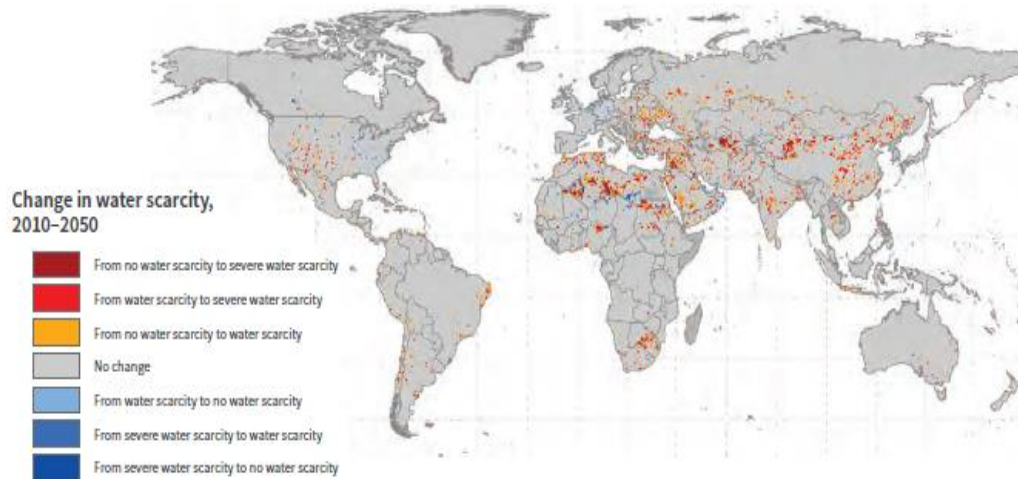 Change in water scarcity,
2010–2050
From no water scarcity to severe water scarcity
From water scarcity to severe water scarcity
From no water scarcity to water scarcity
No change
From water scarcity to no water scarcity
From severe water scarcity to water scarcity
From severe water scarcity to no water scarcity